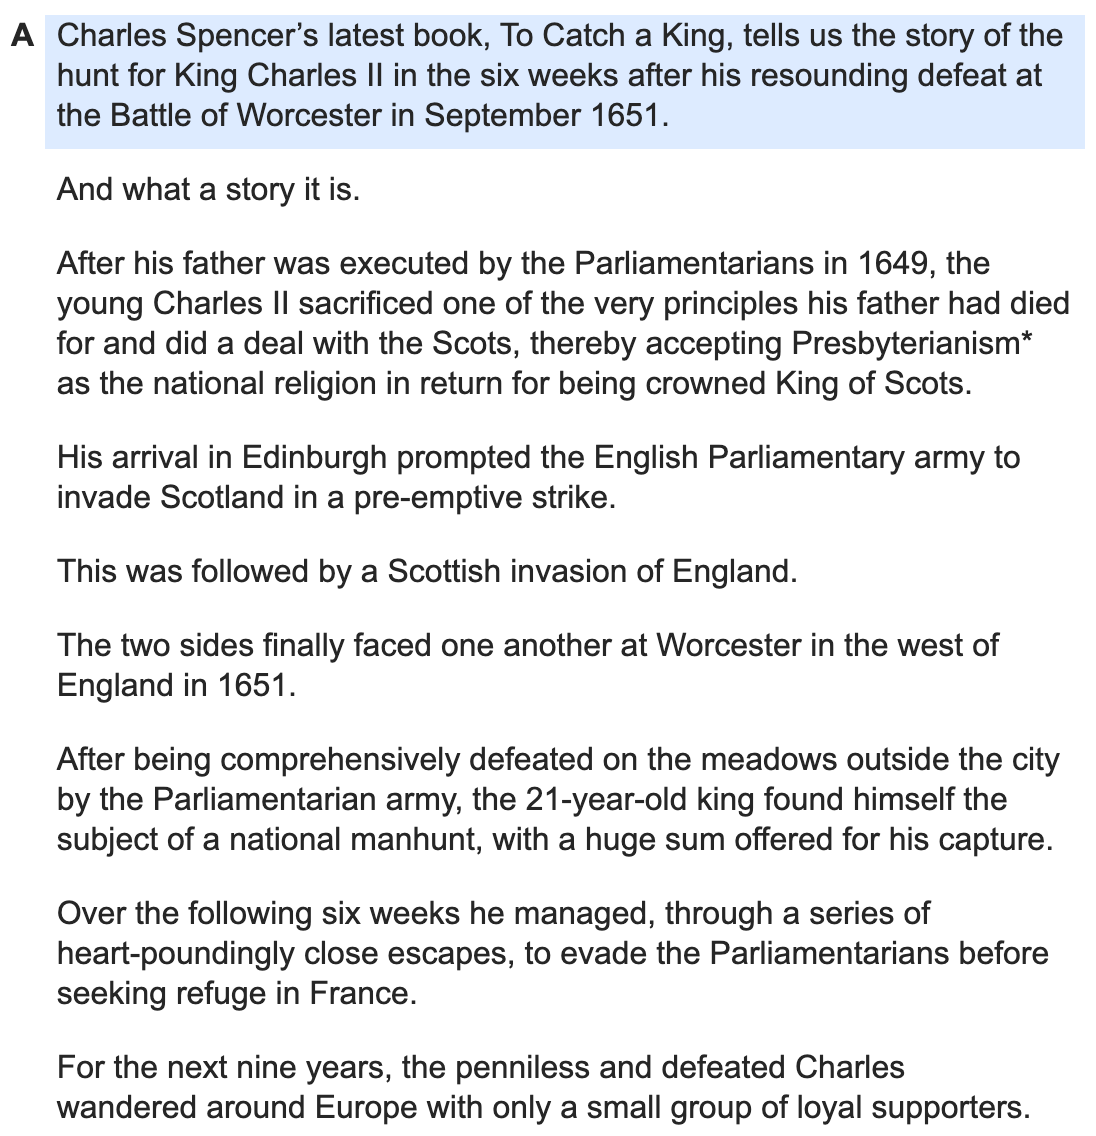 A Charles Spencer’s latest book, To Catch a King, tells us the story of the
hunt for King Charles II in the six weeks after his resounding defeat at
the Battle of Worcester in September 1651.
And what a story it is.
After his father was executed by the Parliamentarians in 1649, the
young Charles II sacrificed one of the very principles his father had died
for and did a deal with the Scots, thereby accepting Presbyterianism*
as the national religion in return for being crowned King of Scots.
His arrival in Edinburgh prompted the English Parliamentary army to
invade Scotland in a pre-emptive strike.
This was followed by a Scottish invasion of England.
The two sides finally faced one another at Worcester in the west of
England in 1651.
After being comprehensively defeated on the meadows outside the city
by the Parliamentarian army, the 21-year-old king found himself the
subject of a national manhunt, with a huge sum offered for his capture.
Over the following six weeks he managed, through a series of
heart-poundingly close escapes, to evade the Parliamentarians before
seeking refuge in France.
For the next nine years, the penniless and defeated Charles
wandered around Europe with only a small group of loyal supporters.